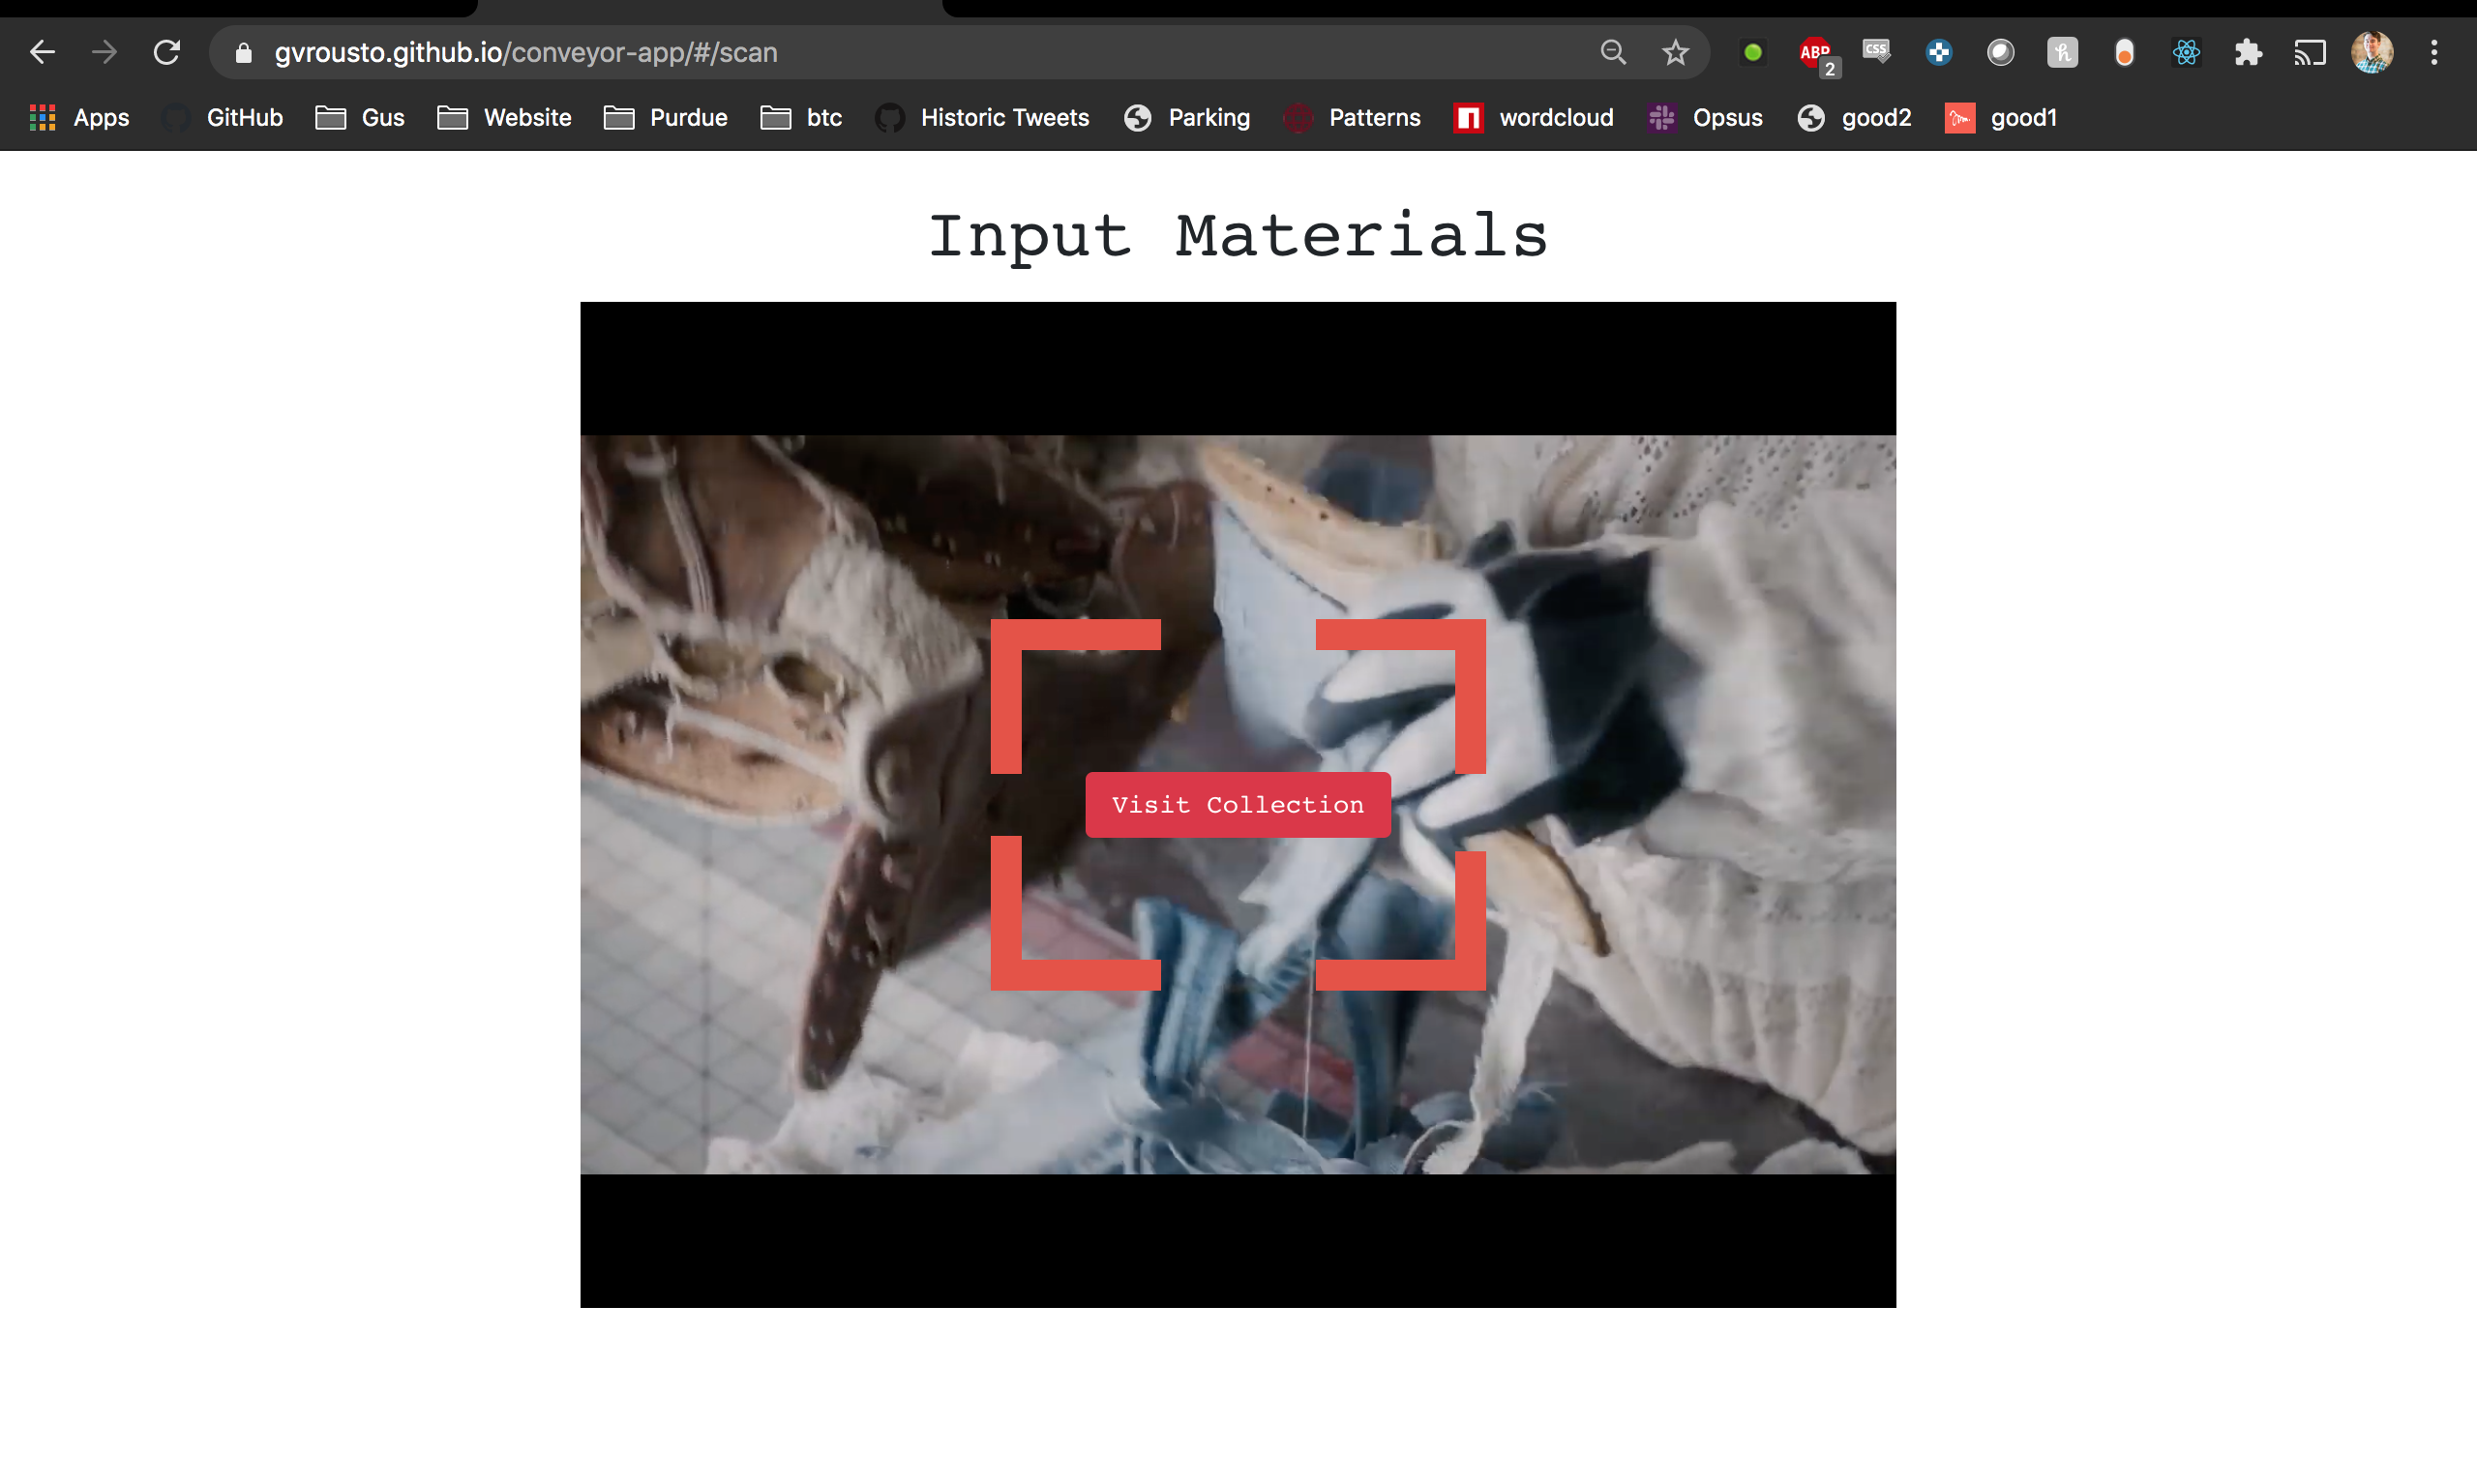 gvrousto.github.io/conveyor-app/#/scan
ABP 2 CSS h
Apps GitHub Gus Website Purdue btc Historic Tweets Parking Patterns wordcloud Opsus good2 good1
Input Materials
Visit Collection